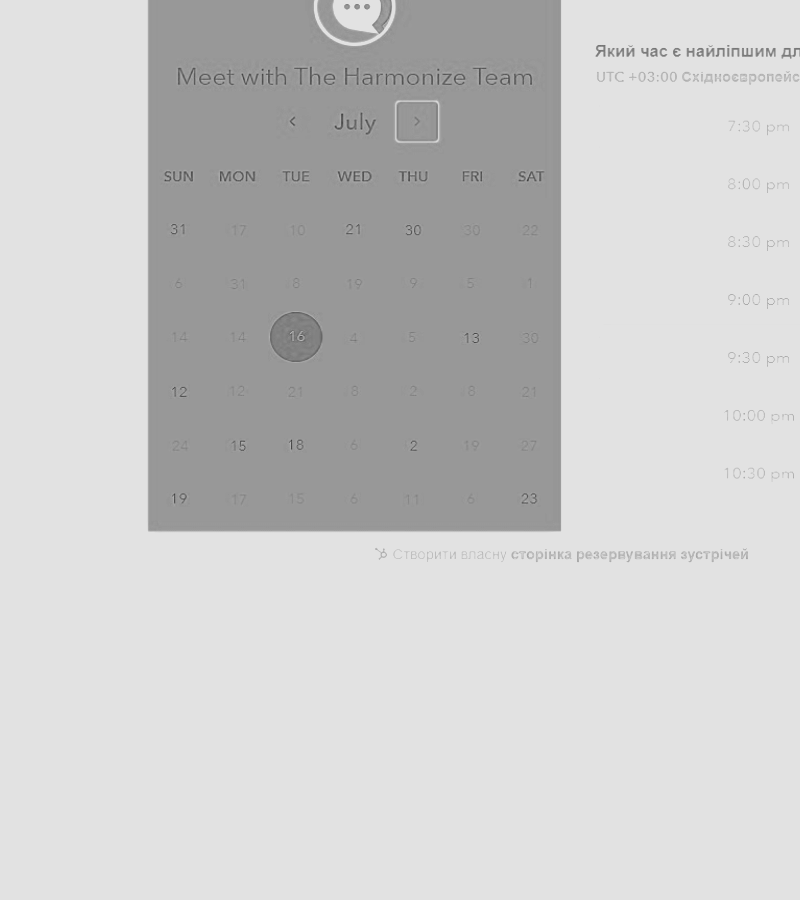 Meet with The Harmonize Team
July
SUN MON TUE WED THU FRI SAT
31 17 10 21 30 30 22
6 31 8 19 9 5 1
14 14 16 4 5 13 30
12 12 21 8 2 8 21
24 15 18 6 2 19 27
19 17 15 6 11 6 23
Який час є найліпшим дл
UTC +03:00 Східноєвропейс
7:30 pm
8:00 pm
8:30 pm
9:00 pm
9:30 pm
10:00 pm
10:30 pm
Створити власну сторінка резервування зустрічей